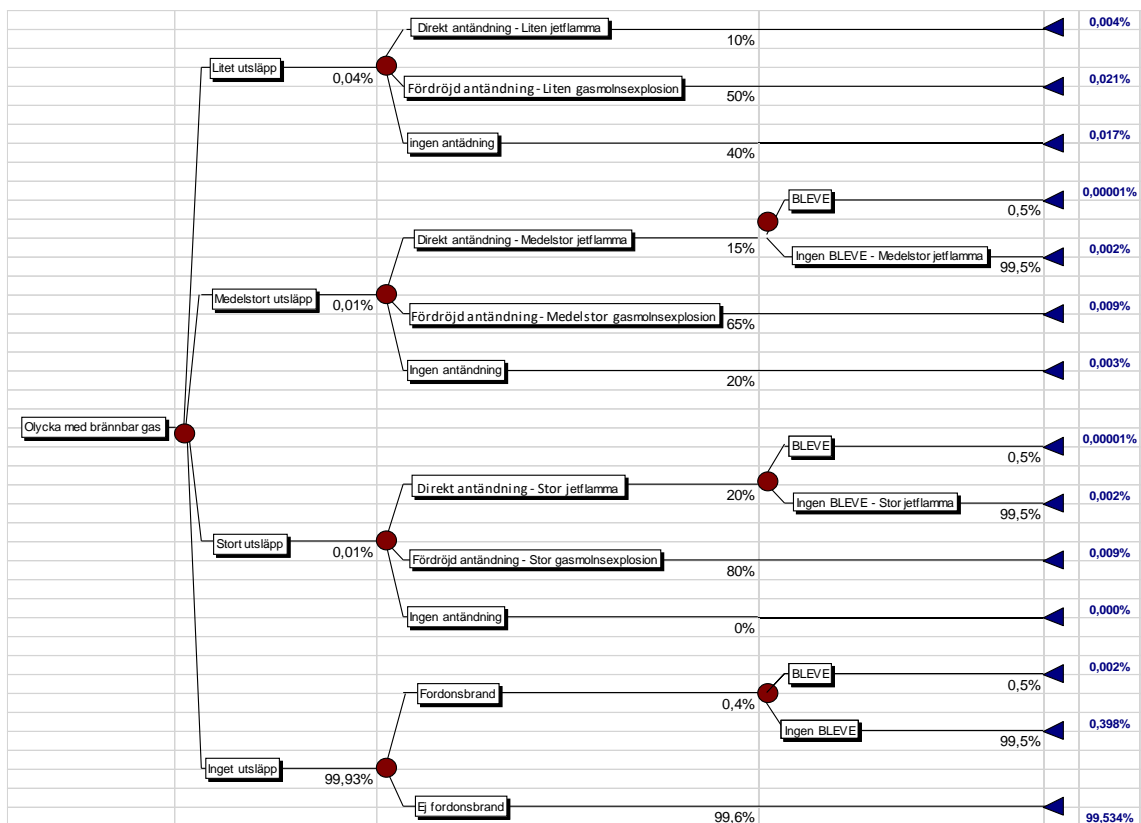 Direkt antändning - Liten jetflamma
10%
0,004%
Litet utsläpp
0,04%
Fördröjd antändning - Liten gasmolnsexplosion
50%
0,021%
ingen antädning
40%
0,017%
BLEVE
0,5%
0,00001%
Direkt antändning - Medelstor jetflamma
15%
Ingen BLEVE - Medelstor jetflamma
99,5%
0,002%
Medelstort utsläpp
0,01%
Fördröjd antändning - Medelstor gasmolnsexplosion
65%
0,009%
Ingen antändning
20%
0,003%
Olycka med brännbar gas
BLEVE
0,5%
0,00001%
Direkt antändning - Stor jetflamma
20%
Ingen BLEVE - Stor jetflamma
99,5%
0,002%
Stort utsläpp
0,01%
Fördröjd antändning - Stor gasmolnsexplosion
80%
0,009%
Ingen antändning
0%
0,000%
BLEVE
0,5%
0,002%
Fordonsbrand
0,4%
Ingen BLEVE
99,5%
0,398%
Inget utsläpp
99,93%
Ej fordonsbrand
99,6%
99,534%